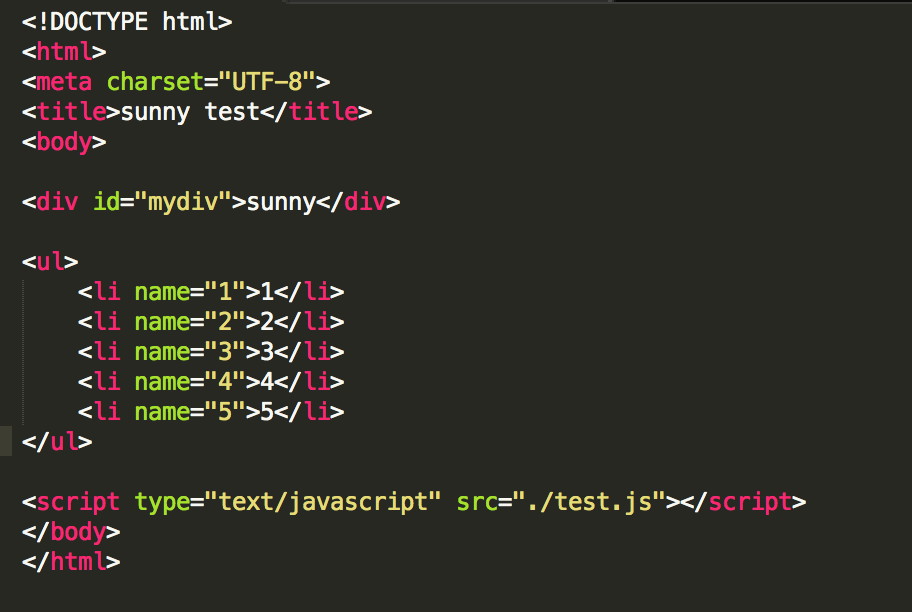 <!DOCTYPE html>
<html>
<meta charset="UTF-8">
<title>sunny test</title>
<body>
<div id="mydiv">sunny</div>
<ul>
    <li name="1">1</li>
    <li name="2">2</li>
    <li name="3">3</li>
    <li name="4">4</li>
    <li name="5">5</li>
</ul>
<script type="text/javascript" src="./test.js"></script>
</body>
</html>